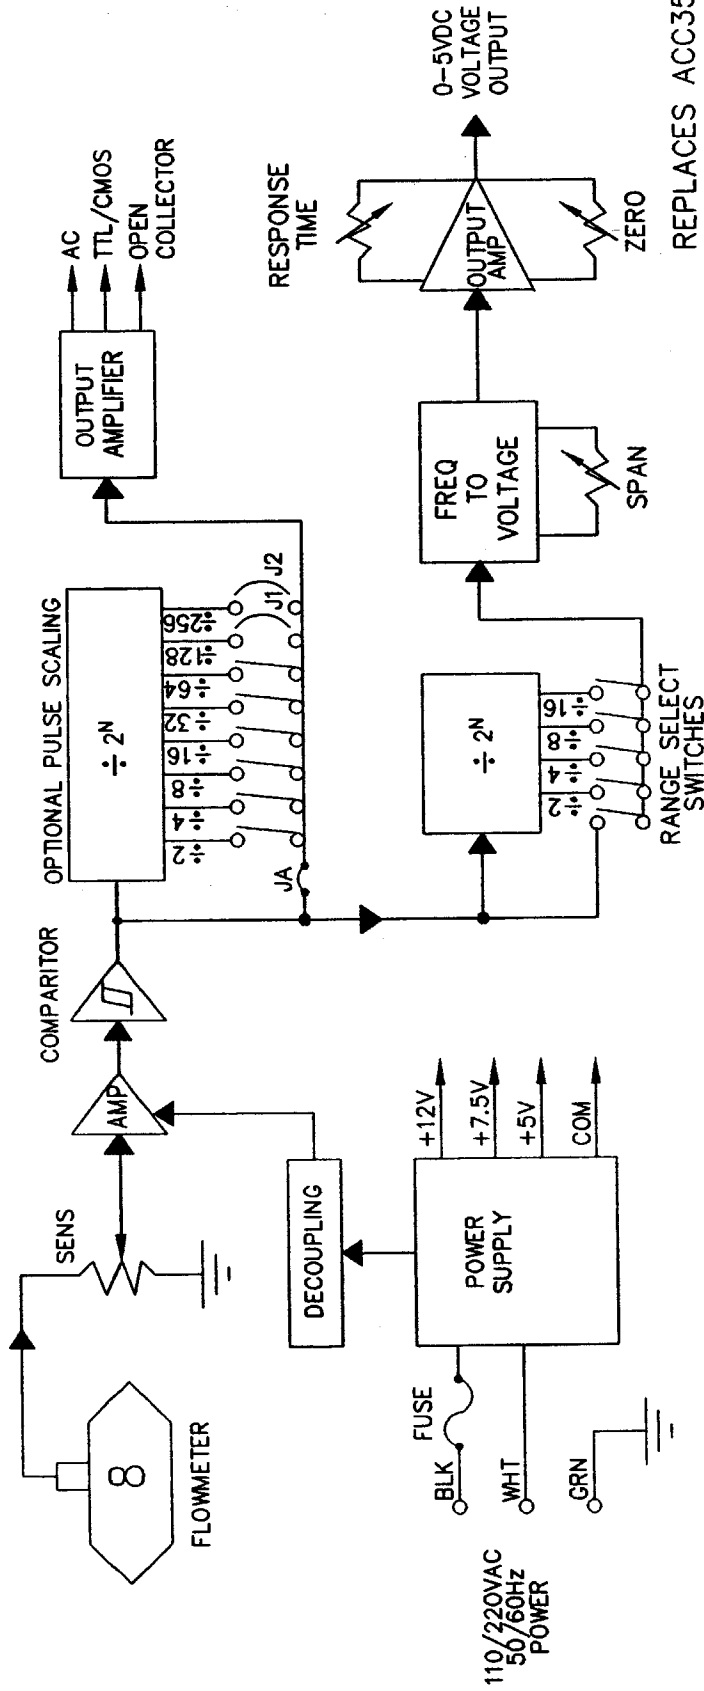 FLOWMETER
8
SENS
AMP
COMPARITOR
OPTIONAL PULSE SCALING
÷ 2ᴺ
÷2
÷4
÷8
÷16
÷32
÷64
÷128
÷256
J1
J2
JA
OUTPUT
AMPLIFIER
AC
TTL/CMOS
OPEN
COLLECTOR
DECOUPLING
110/220VAC
50/60Hz
POWER
BLK
WHT
GRN
FUSE
POWER
SUPPLY
+12V
+7.5V
+5V
COM
÷ 2ᴺ
÷2
÷4
÷8
÷16
RANGE SELECT
SWITCHES
FREQ
TO
VOLTAGE
SPAN
RESPONSE
TIME
OUTPUT
AMP
ZERO
0-5VDC
VOLTAGE
OUTPUT
REPLACES ACC35